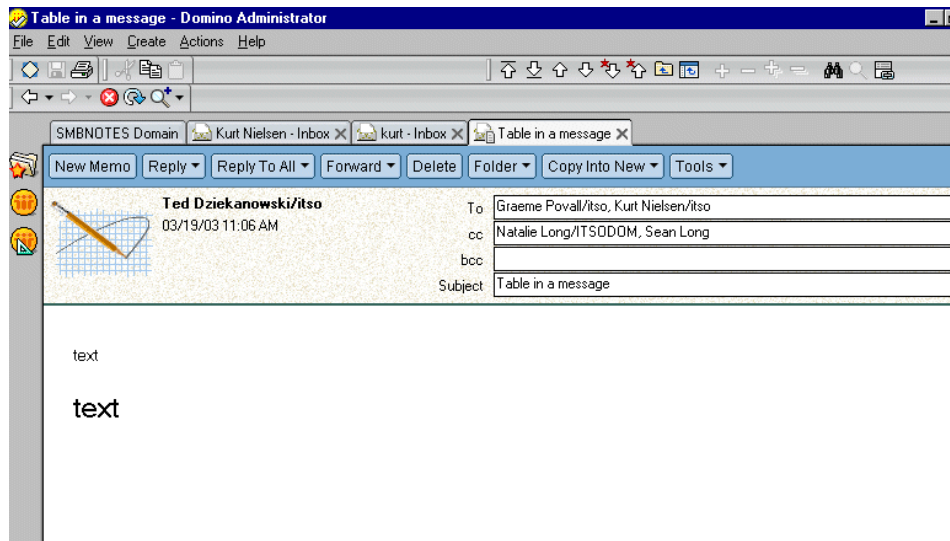 Table in a message - Domino Administrator
File Edit View Create Actions Help
SMBNOTES Domain Kurt Nielsen - Inbox kurt - Inbox Table in a message
New Memo Reply Reply To All Forward Delete Folder Copy Into New Tools
Ted Dziekanowski/itso
03/19/03 11:06 AM
To Graeme Povall/itso, Kurt Nielsen/itso
cc Natalie Long/ITSODOM, Sean Long
bcc
Subject Table in a message
text
text